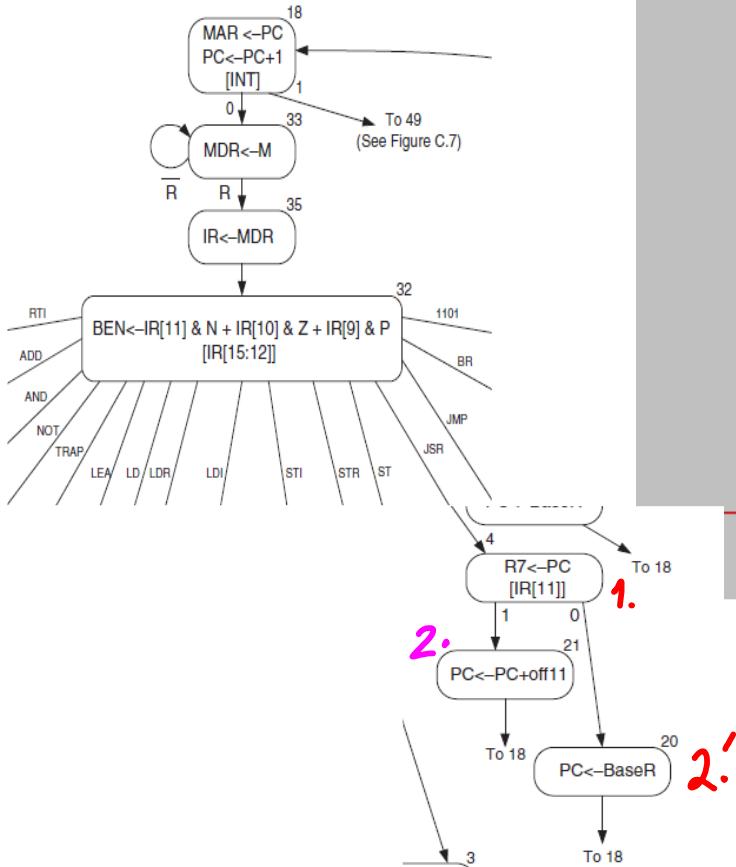 18
MAR <–PC
PC<–PC+1
[INT]
1
0
To 49
(See Figure C.7)
33
MDR<–M
R̅
R
35
IR<–MDR
32
BEN<–IR[11] & N + IR[10] & Z + IR[9] & P
[IR[15:12]]
RTI
1101
ADD
BR
AND
JMP
NOT
TRAP
JSR
LEA
LD
LDR
LDI
STI
STR
ST
4
To 18
R7<–PC
[IR[11]]
1.
1
0
2.
21
PC<–PC+off11
To 18
20
PC<–BaseR
2.'
To 18
3